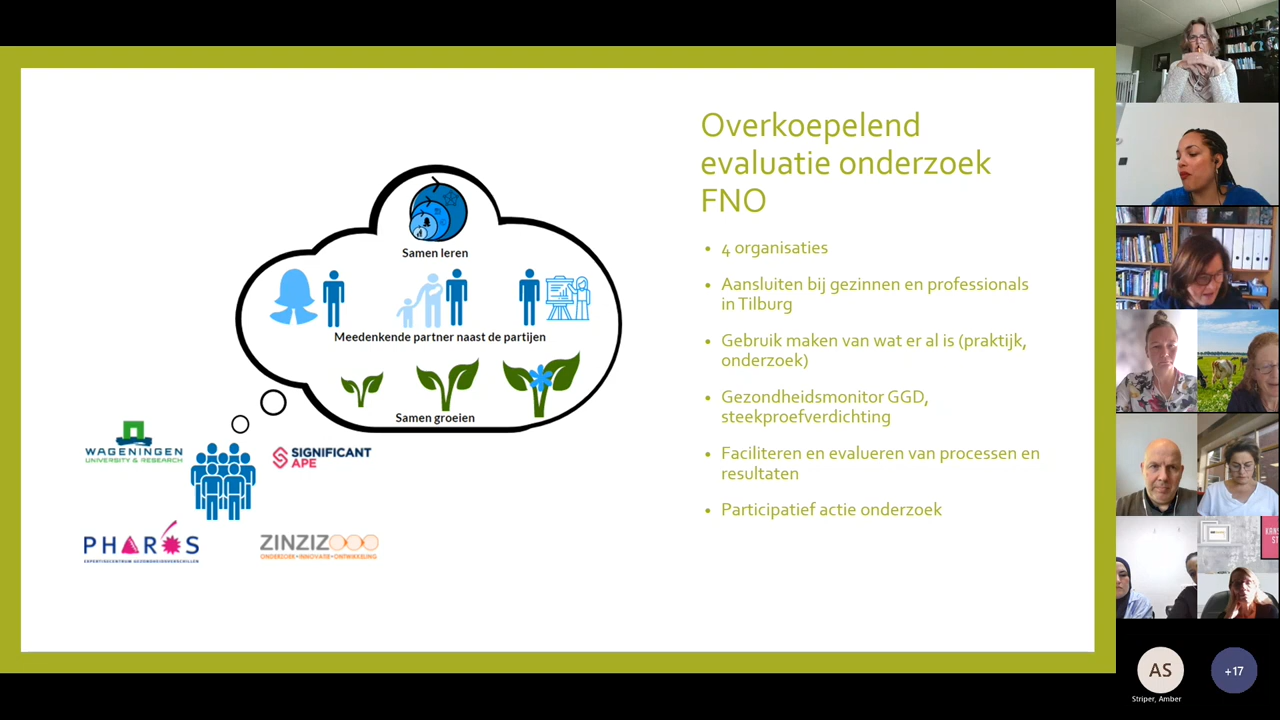 Overkoepelend
evaluatie onderzoek
FNO
• 4 organisaties
• Aansluiten bij gezinnen en professionals
in Tilburg
• Gebruik maken van wat er al is (praktijk,
onderzoek)
• Gezondheidsmonitor GGD,
steekproefverdichting
• Faciliteren en evalueren van processen en
resultaten
• Participatief actie onderzoek
Samen leren
Meedenkende partner naast de partijen
Samen groeien
WAGENINGEN
UNIVERSITY & RESEARCH
SIGNIFICANT
APE
PHAROS
EXPERTISECENTRUM GEZONDHEIDSVERSCHILLEN
ZINZIZ
ONDERZOEK • INNOVATIE • ONTWIKKELING
AS
Striper, Amber
+17